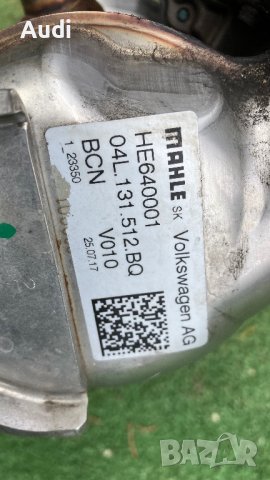 Audi
MAHLE SK Volkswagen AG
HE640001
04L.131.512.BQ
BCN V010
1_23350 25.07.17
BAZAR